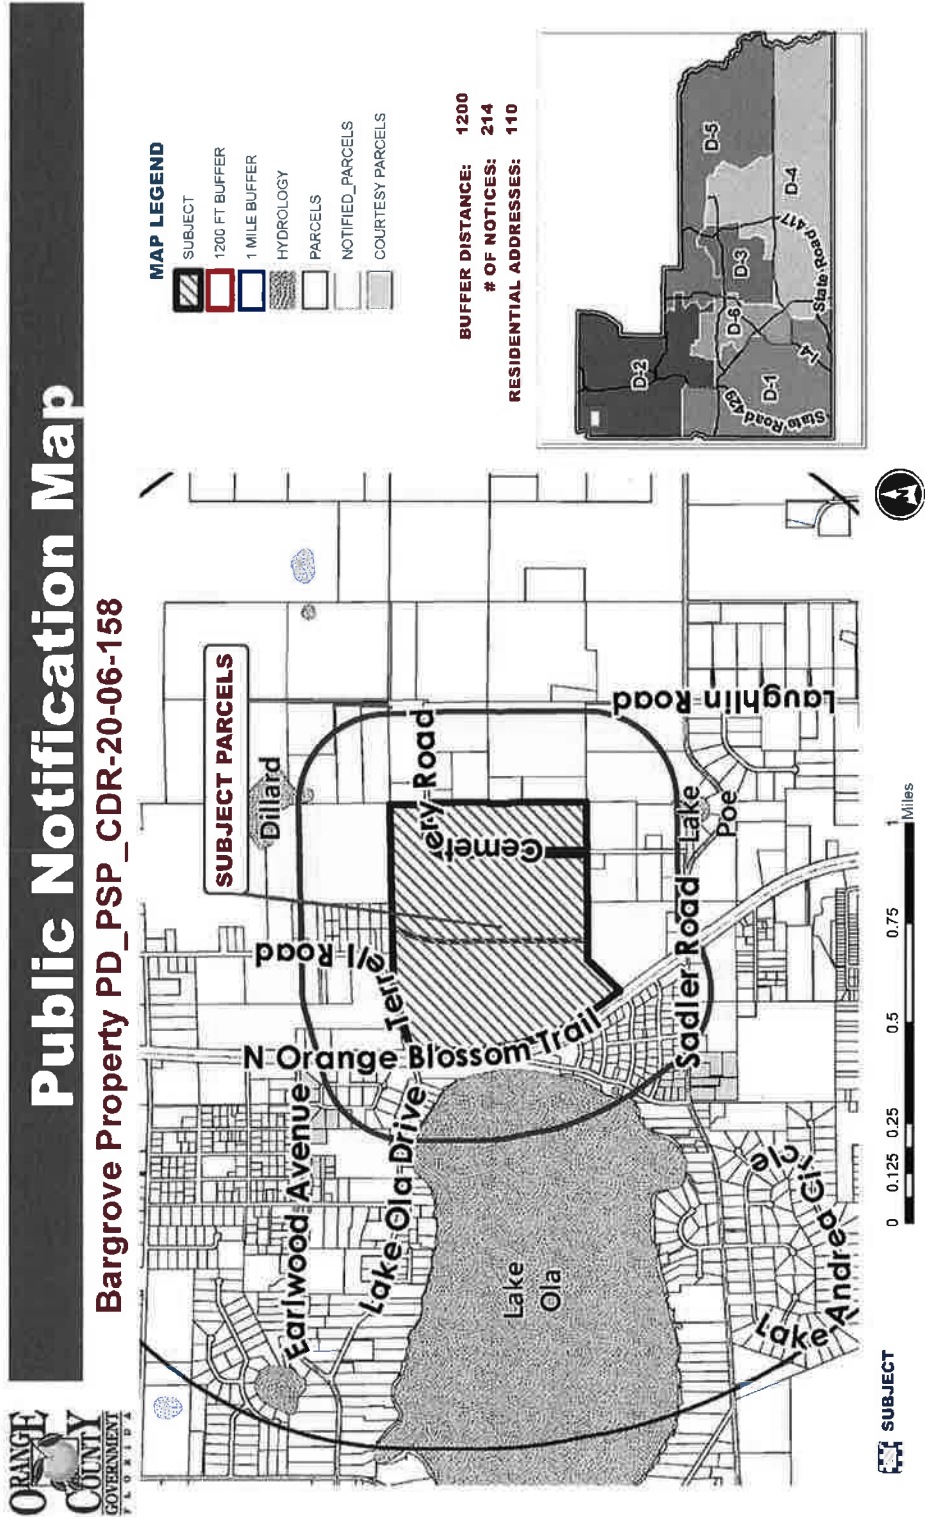 ORANGE
COUNTY
GOVERNMENT
FLORIDA
Public Notification Map
Bargrove Property PD_PSP_CDR-20-06-158
MAP LEGEND
SUBJECT
1200 FT BUFFER
1 MILE BUFFER
HYDROLOGY
PARCELS
NOTIFIED_PARCELS
COURTESY PARCELS
BUFFER DISTANCE: 1200
# OF NOTICES: 214
RESIDENTIAL ADDRESSES: 110
SUBJECT PARCELS
Dillard
Earlwood Avenue
N Orange Blossom Trail
Terrell Road
Lake Ola Drive
Cemetery Road
Lake
Ola
Sadler Road
Lake
Poe
Laughlin Road
Lake Andrea Circle
D-2
D-5
D-6
D-3
D-4
D-1
State Road 429
I-4
State Road 417
SUBJECT
0 0.125 0.25 0.5 0.75 1
Miles
N